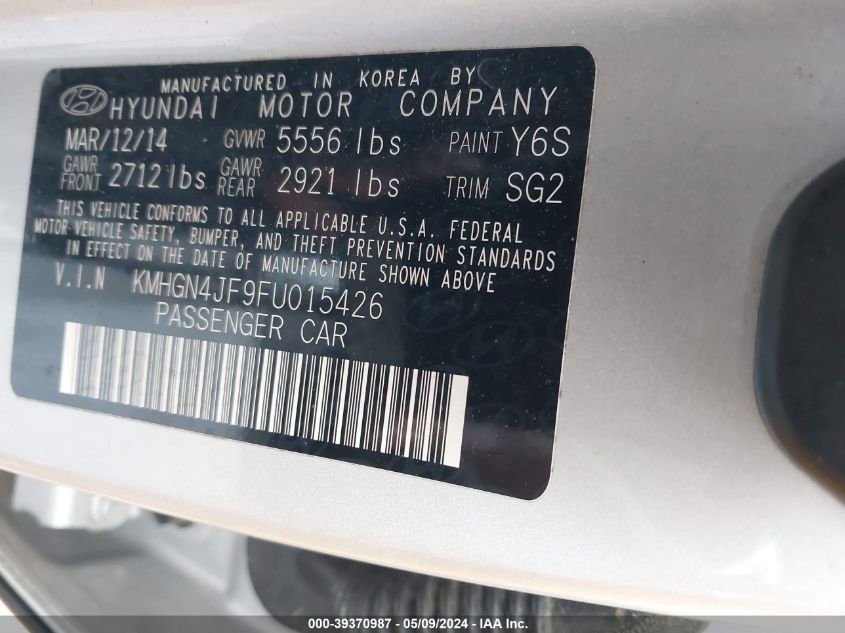 MANUFACTURED IN KOREA BY
HYUNDAI MOTOR COMPANY
MAR/12/14 GVWR 5556 lbs PAINT Y6S
GAWR FRONT 2712 lbs GAWR REAR 2921 lbs TRIM SG2
THIS VEHICLE CONFORMS TO ALL APPLICABLE U.S.A. FEDERAL
MOTOR VEHICLE SAFETY, BUMPER, AND THEFT PREVENTION STANDARDS
IN EFFECT ON THE DATE OF MANUFACTURE SHOWN ABOVE
V.I.N KMHGN4JF9FU015426
PASSENGER CAR
000-39370987 - 05/09/2024 - IAA Inc.